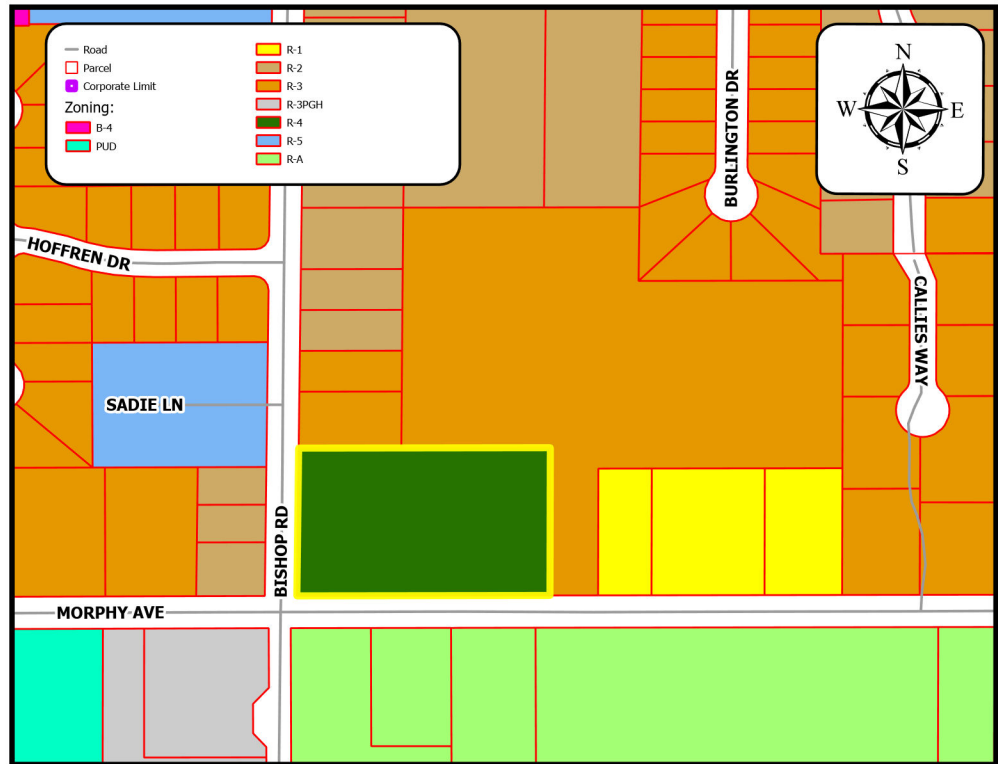 Road
Parcel
Corporate Limit
Zoning:
B-4
PUD
R-1
R-2
R-3
R-3PGH
R-4
R-5
R-A
N
W
E
S
BURLINGTON DR
HOFFREN DR
CALLIES WAY
SADIE LN
BISHOP RD
MORPHY AVE